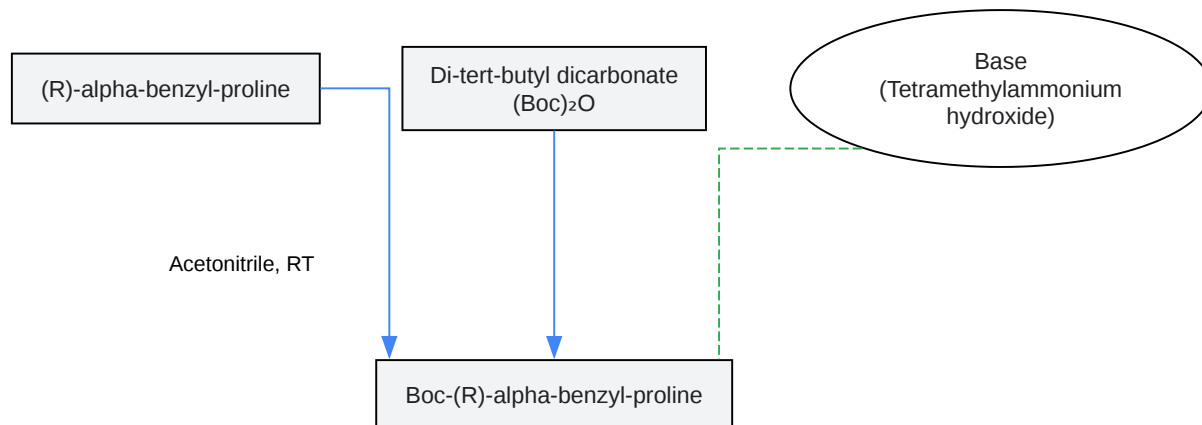 (R)-alpha-benzyl-proline
Di-tert-butyl dicarbonate
(Boc)₂O
Base
(Tetramethylammonium
hydroxide)
Acetonitrile, RT
Boc-(R)-alpha-benzyl-proline